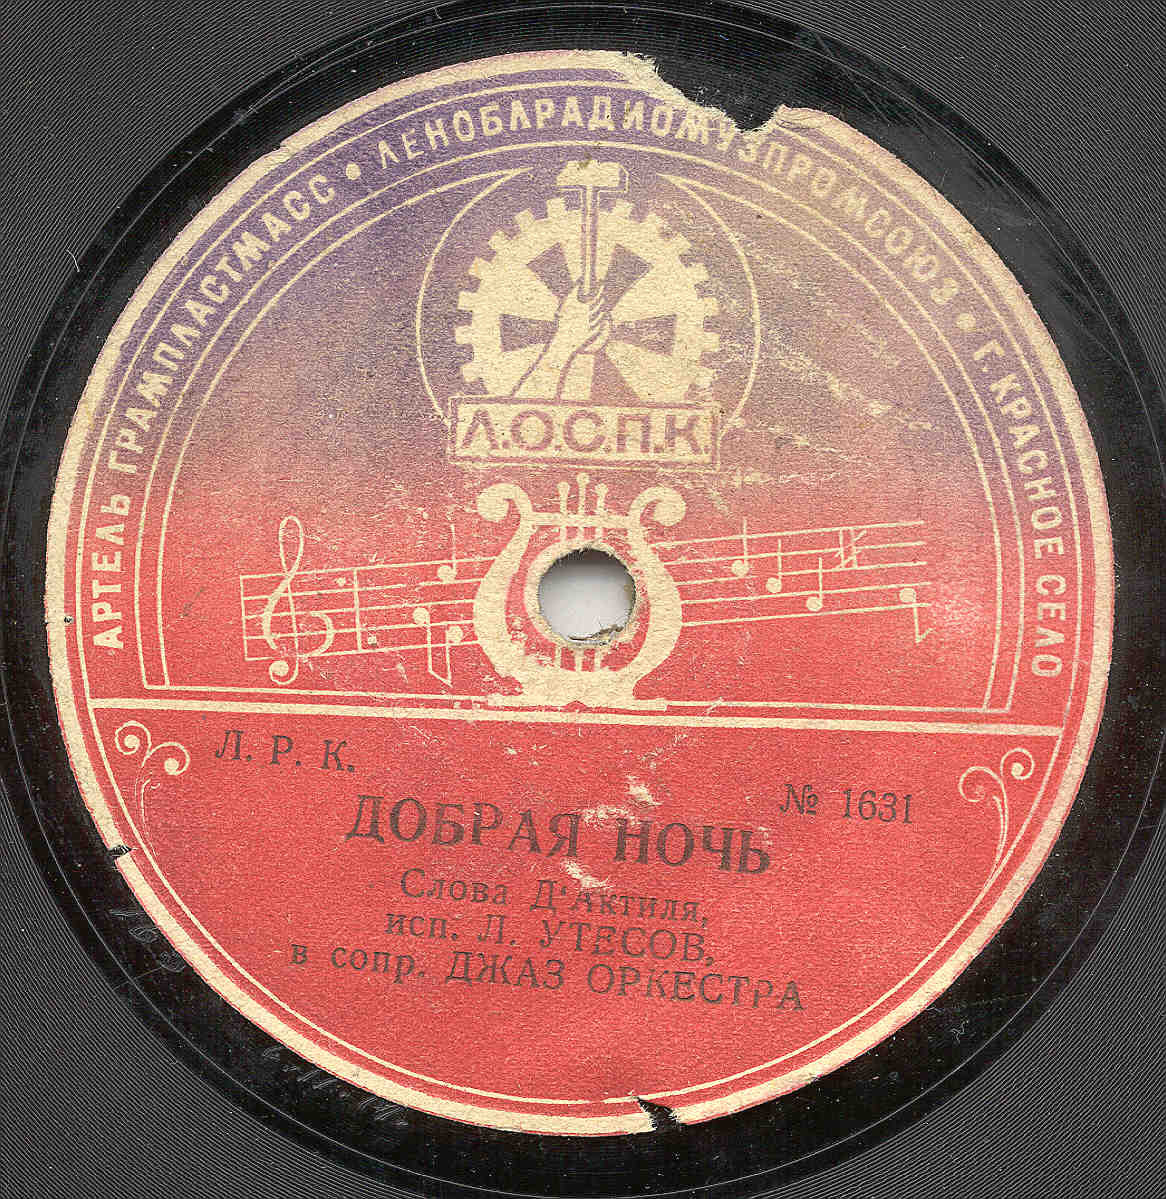 АРТЕЛЬ ГРАМПЛАСТМАСС • ЛЕНОБЛРАДИОМУЗПРОМСОЮЗ • Г. КРАСНОЕ СЕЛО
Л.О.С.П.К.
Л. Р. К.
№ 1631
ДОБРАЯ НОЧЬ
Слова Д‘Актиля,
исп. Л. УТЕСОВ,
в сопр. ДЖАЗ ОРКЕСТРА